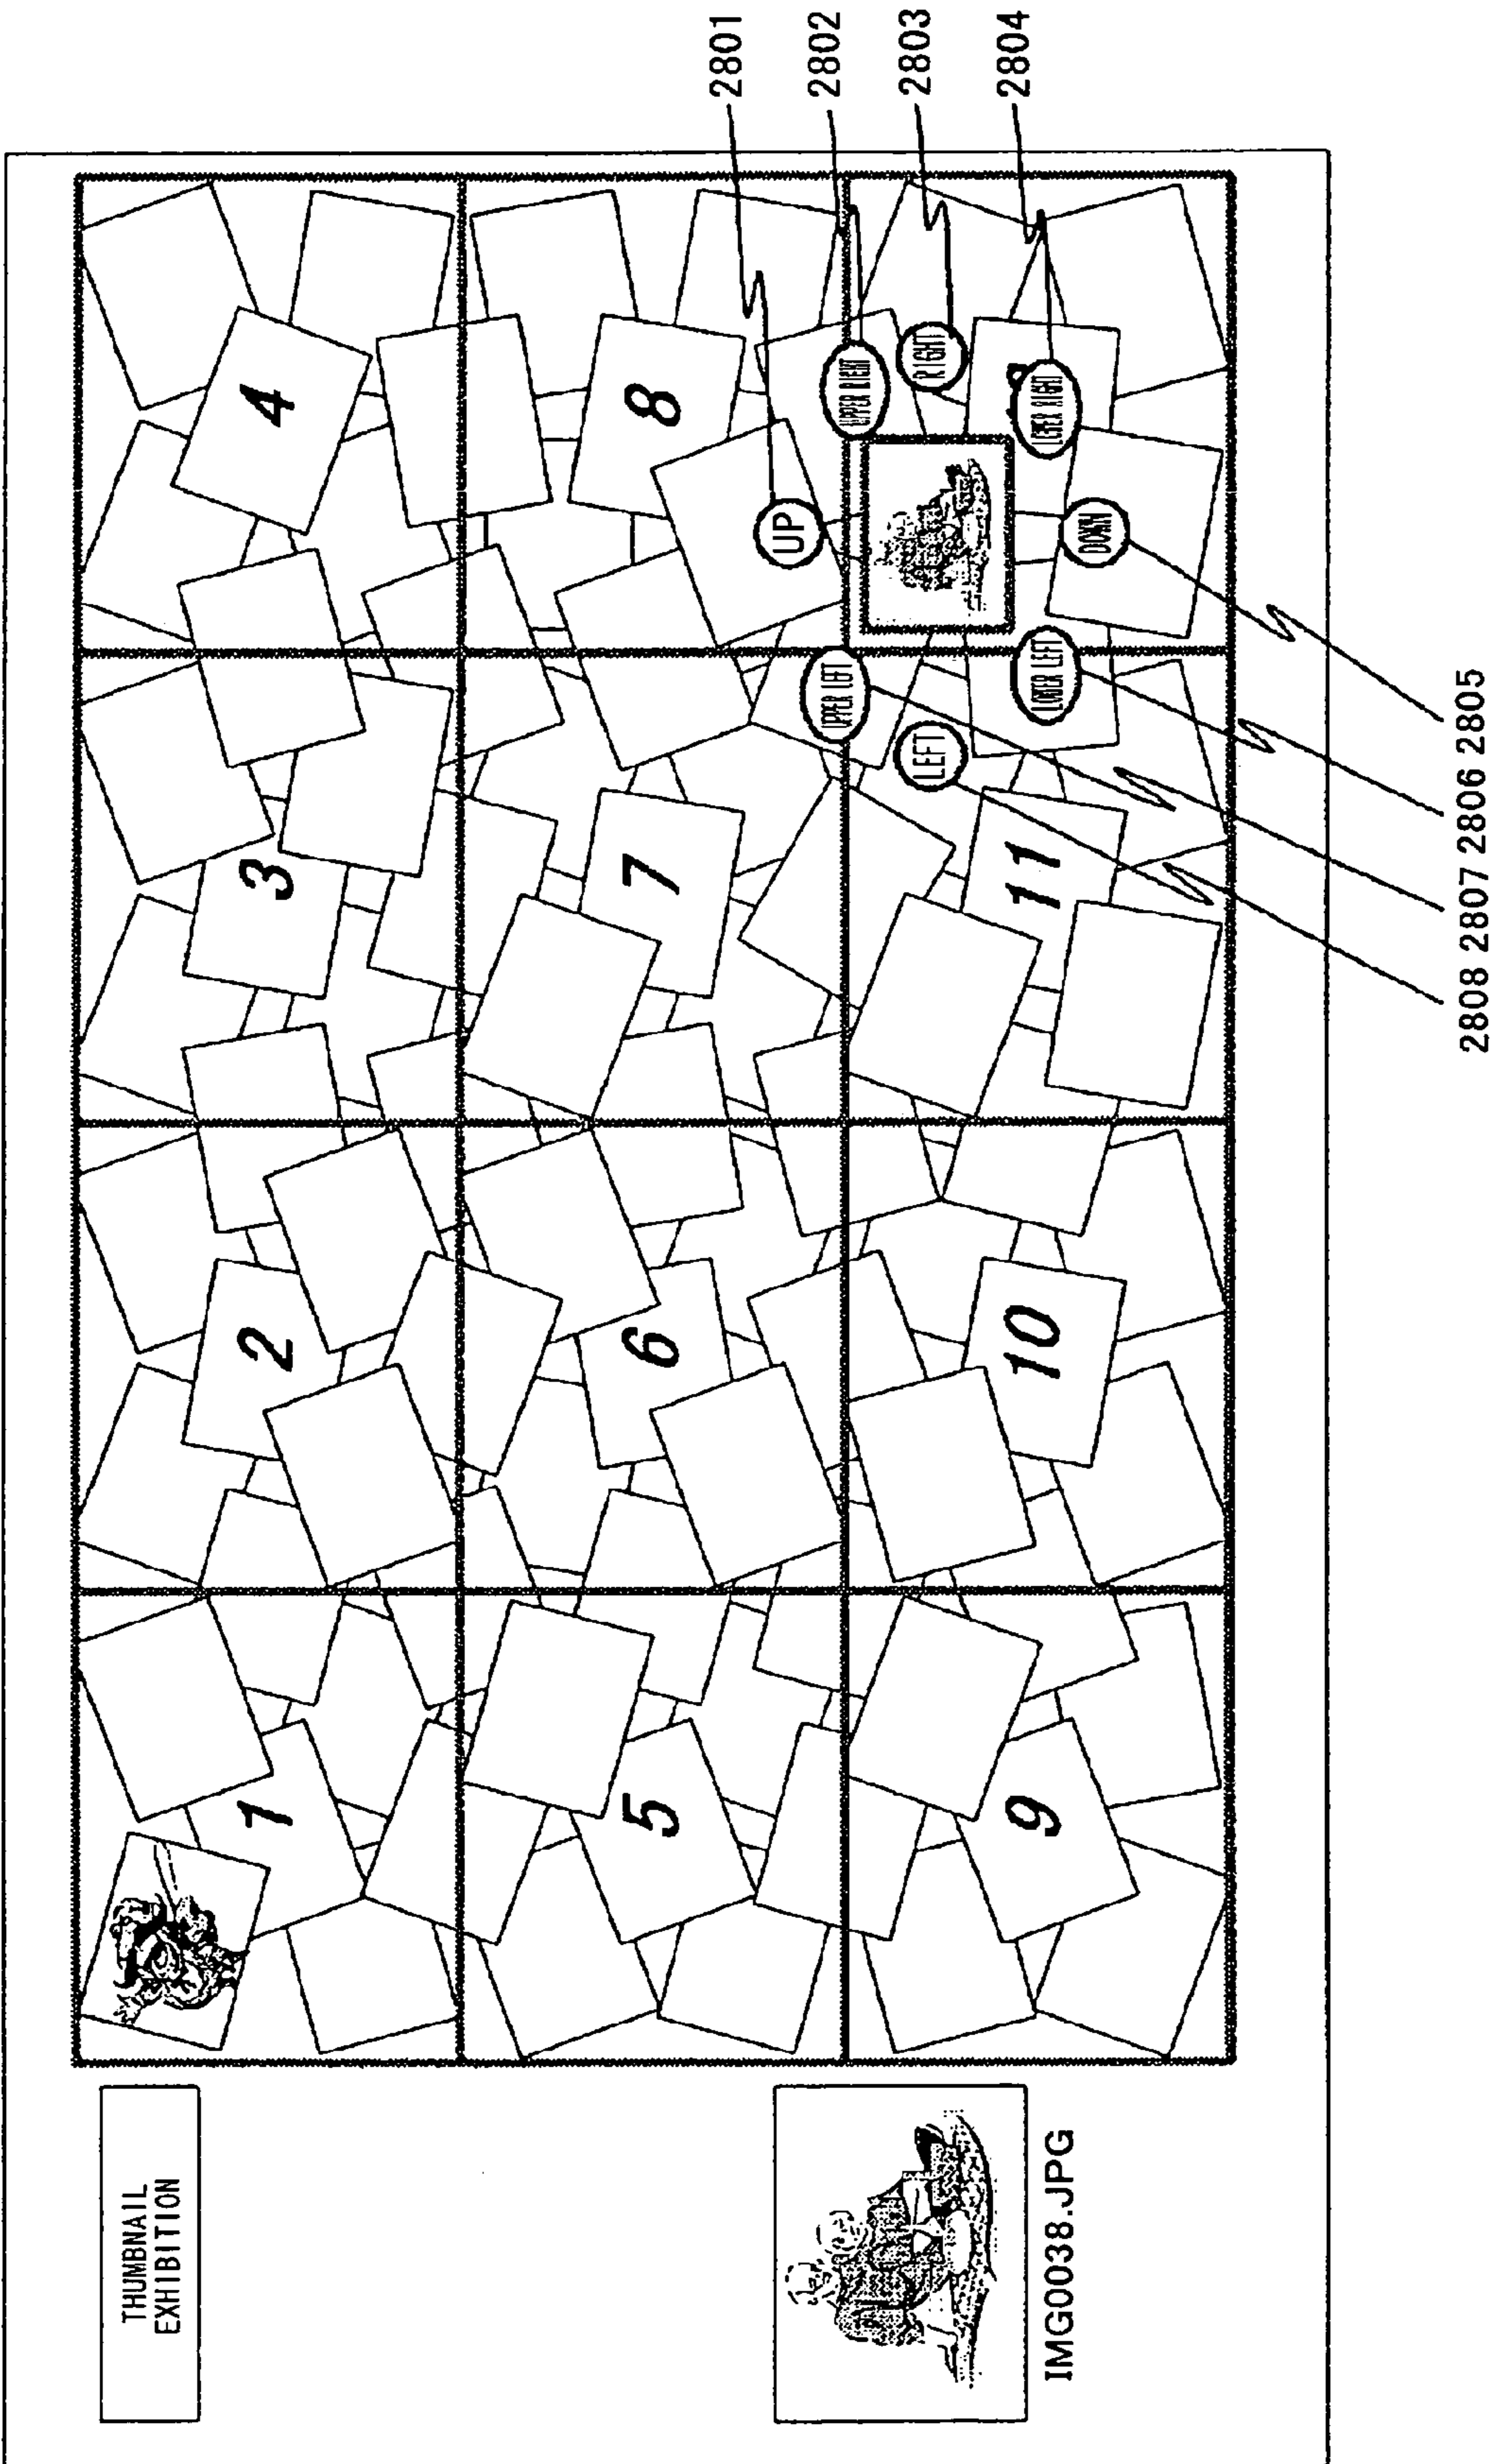 THUMBNAIL
EXHIBITION
1
2
3
4
5
6
7
8
9
10
11
UP
UPPER RIGHT
RIGHT
LOWER RIGHT
DOWN
LOWER LEFT
UPPER LEFT
LEFT
IMG0038.JPG
2801
2802
2803
2804
2808 2807 2806 2805